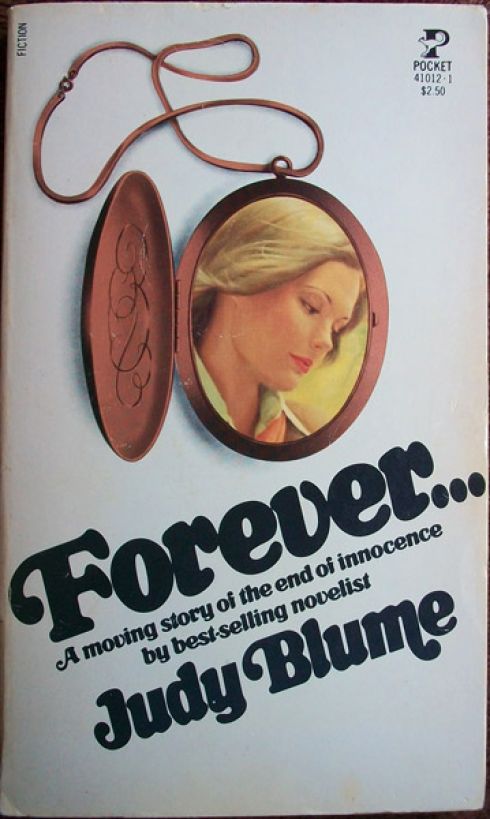 FICTION
POCKET
41012·1
$2.50
Forever...
A moving story of the end of innocence
by best-selling novelist
Judy Blume